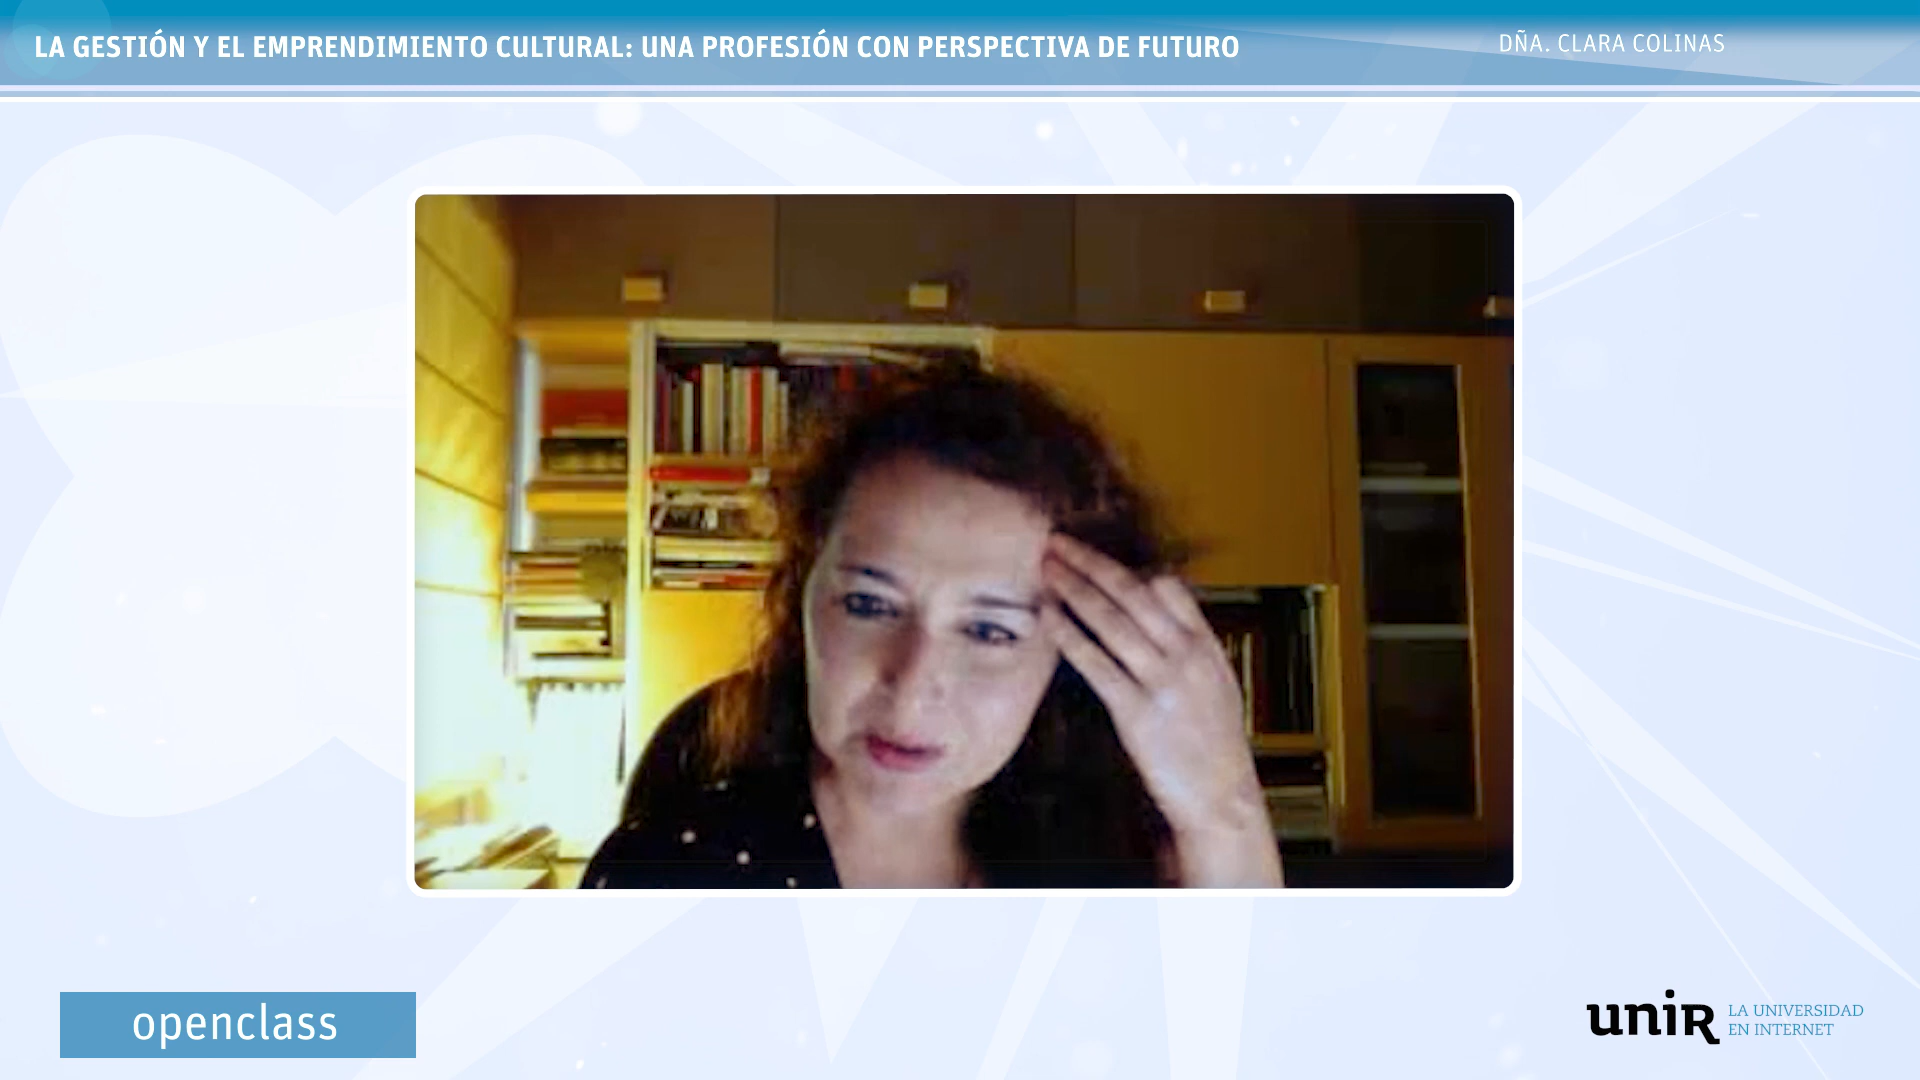 LA GESTIÓN Y EL EMPRENDIMIENTO CULTURAL: UNA PROFESIÓN CON PERSPECTIVA DE FUTURO
DÑA. CLARA COLINAS
openclass
unir LA UNIVERSIDAD
EN INTERNET